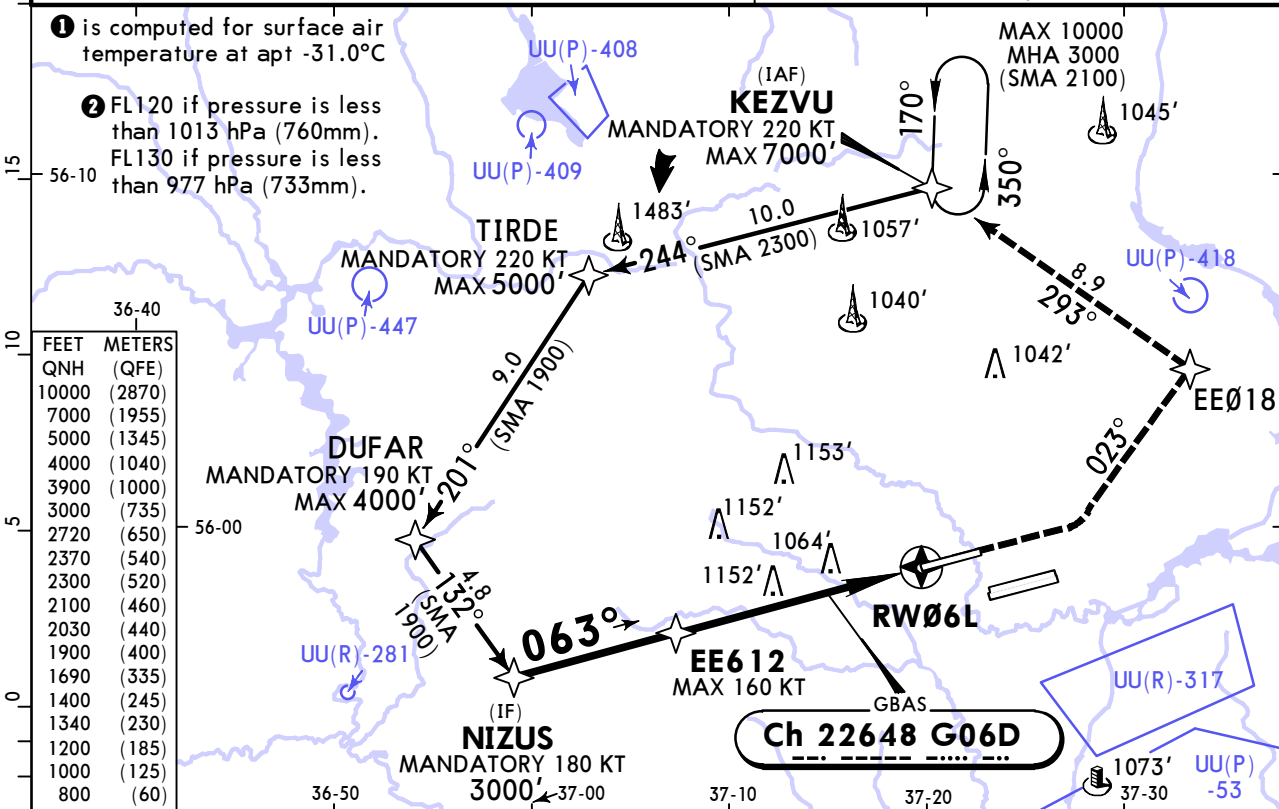 ❶ is computed for surface air
temperature at apt -31.0°C
❷ FL120 if pressure is less
than 1013 hPa (760mm).
FL130 if pressure is less
than 977 hPa (733mm).
UU(P)-408
UU(P)-409
MAX 10000
MHA 3000
(SMA 2100)
1045'
(IAF)
KEZVU
MANDATORY 220 KT
MAX 7000'
170°
350°
15
56-10
1483'
TIRDE
MANDATORY 220 KT
MAX 5000'
244°
10.0
(SMA 2300)
1057'
UU(P)-418
8.9
293°
UU(P)-447
1040'
1042'
36-40
10
EEØ18
9.0
(SMA 1900)
201°
023°
FEET METERS
QNH (QFE)
10000 (2870)
7000 (1955)
5000 (1345)
4000 (1040)
3900 (1000)
3000 (735)
2720 (650)
2370 (540)
2300 (520)
2100 (460)
2030 (440)
1900 (400)
1690 (335)
1400 (245)
1340 (230)
1200 (185)
1000 (125)
800 (60)
DUFAR
MANDATORY 190 KT
MAX 4000'
1153'
1152'
1064'
1152'
5
56-00
4.8
132°
(SMA
1900)
063°
RWØ6L
EE612
MAX 160 KT
UU(R)-281
UU(R)-317
0
(IF)
NIZUS
MANDATORY 180 KT
3000'
GBAS
Ch 22648 G06D
1073'
UU(P)
-53
36-50
37-00
37-10
37-20
37-30